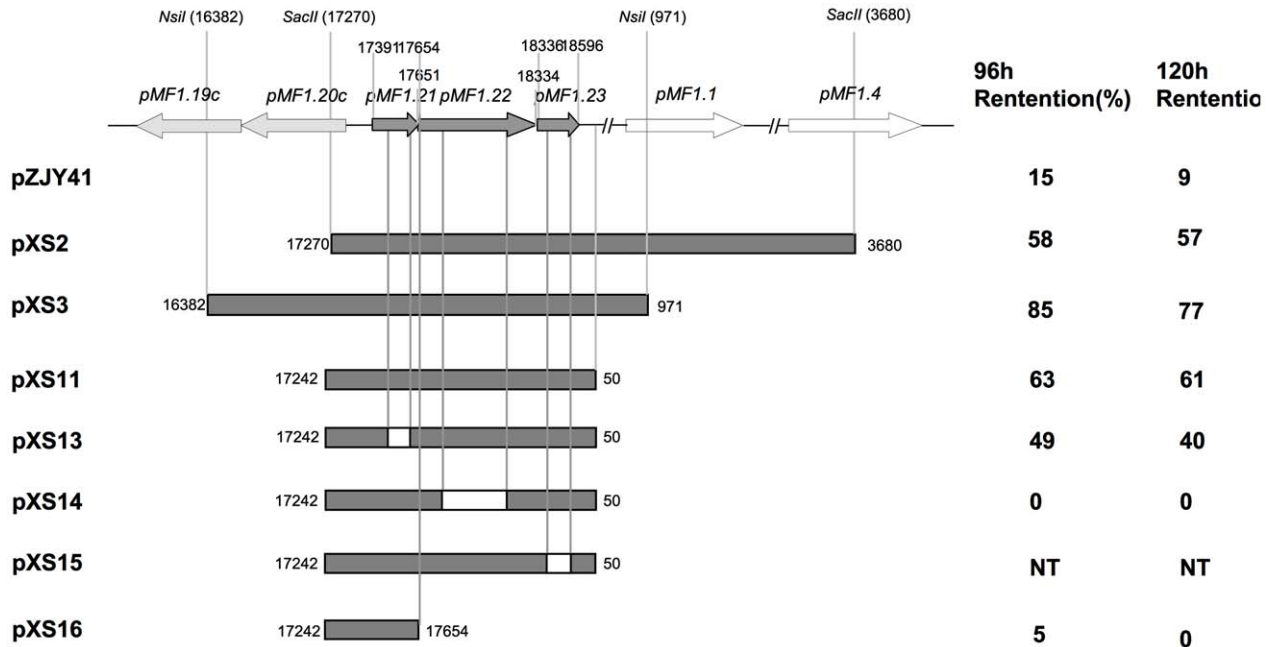 NsiI (16382) SacII (17270) NsiI (971) SacII (3680)
17391 17654 18336 18596
17651 18334
pMF1.19c pMF1.20c pMF1.21 pMF1.22 pMF1.23 pMF1.1 pMF1.4
96h 120h
Rentention(%) Rentention
pZJY41 15 9
pXS2 17270 3680 58 57
pXS3 16382 971 85 77
pXS11 17242 50 63 61
pXS13 17242 50 49 40
pXS14 17242 50 0 0
pXS15 17242 50 NT NT
pXS16 17242 17654 5 0